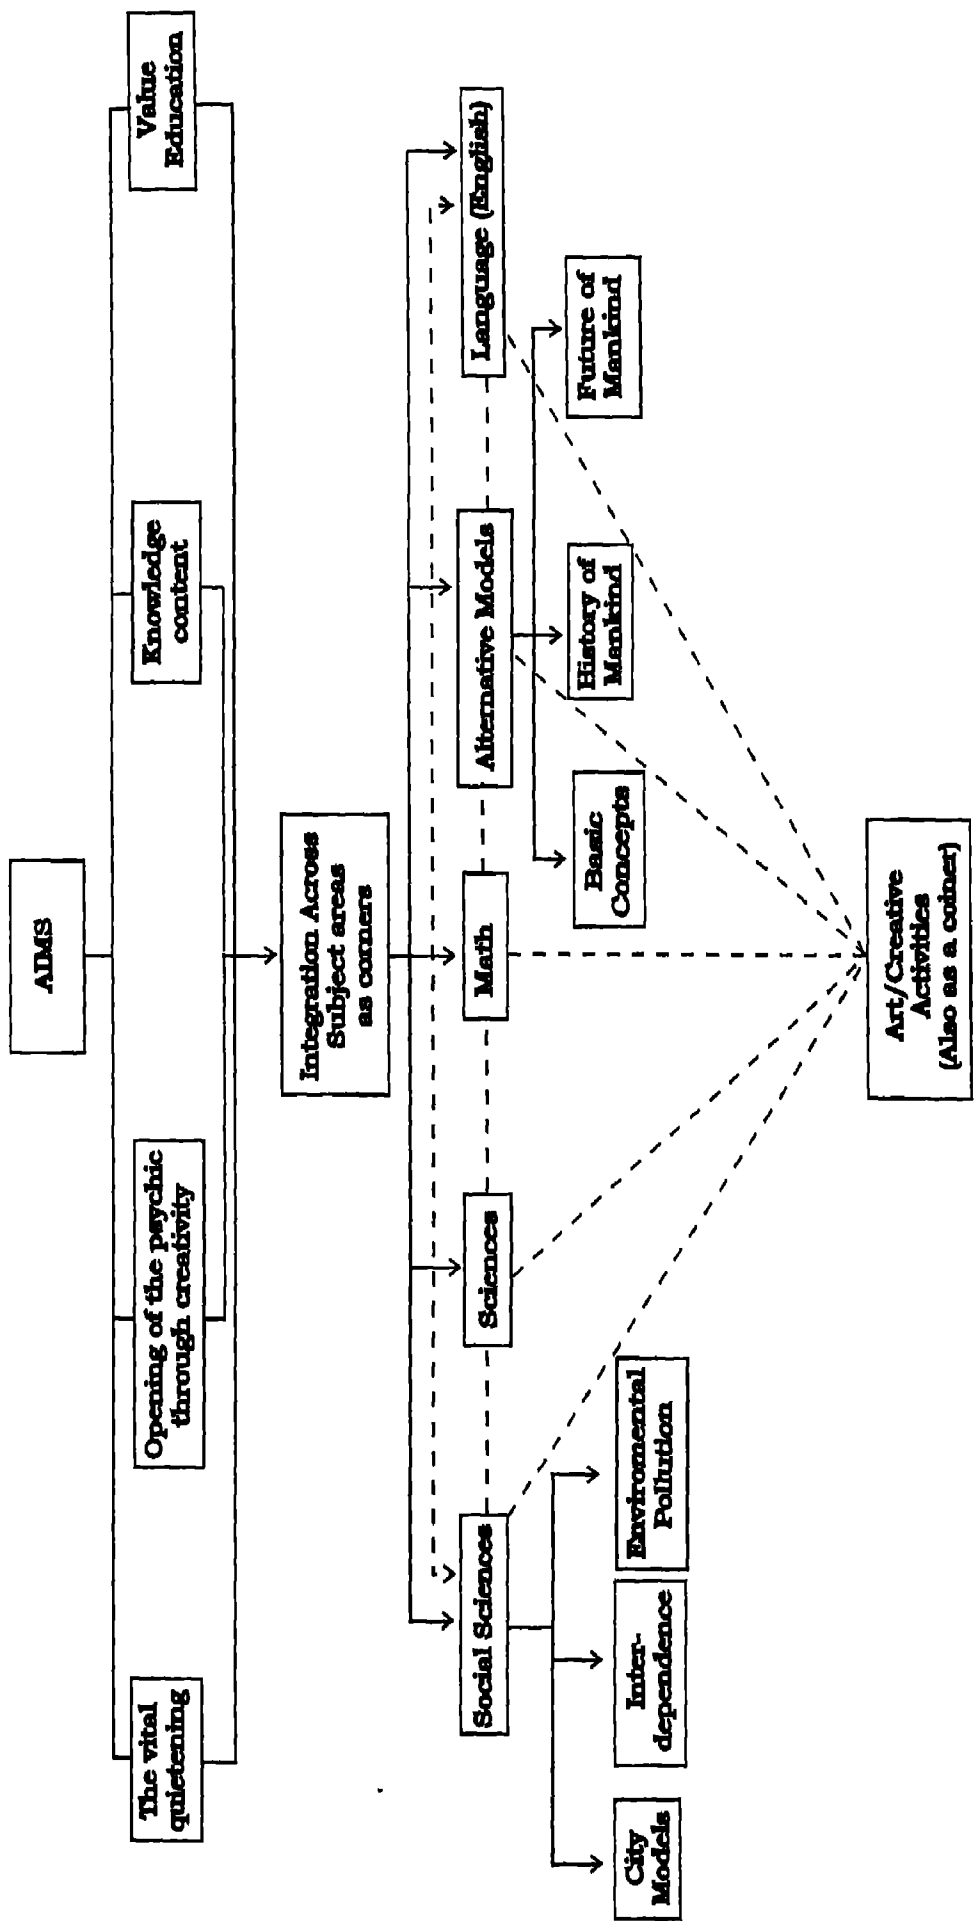 AIMS
The vital
quietening
Opening of the psychic
through creativity
Knowledge
content
Value
Education
Integration Across
Subject areas
as corners
Social Sciences
Sciences
Math
Alternative Models
Language (English)
City
Models
Inter-
dependence
Enviromental
Pollution
Basic
Concepts
History of
Mankind
Future of
Mankind
Art/Creative
Activities
(Also as a coiner)